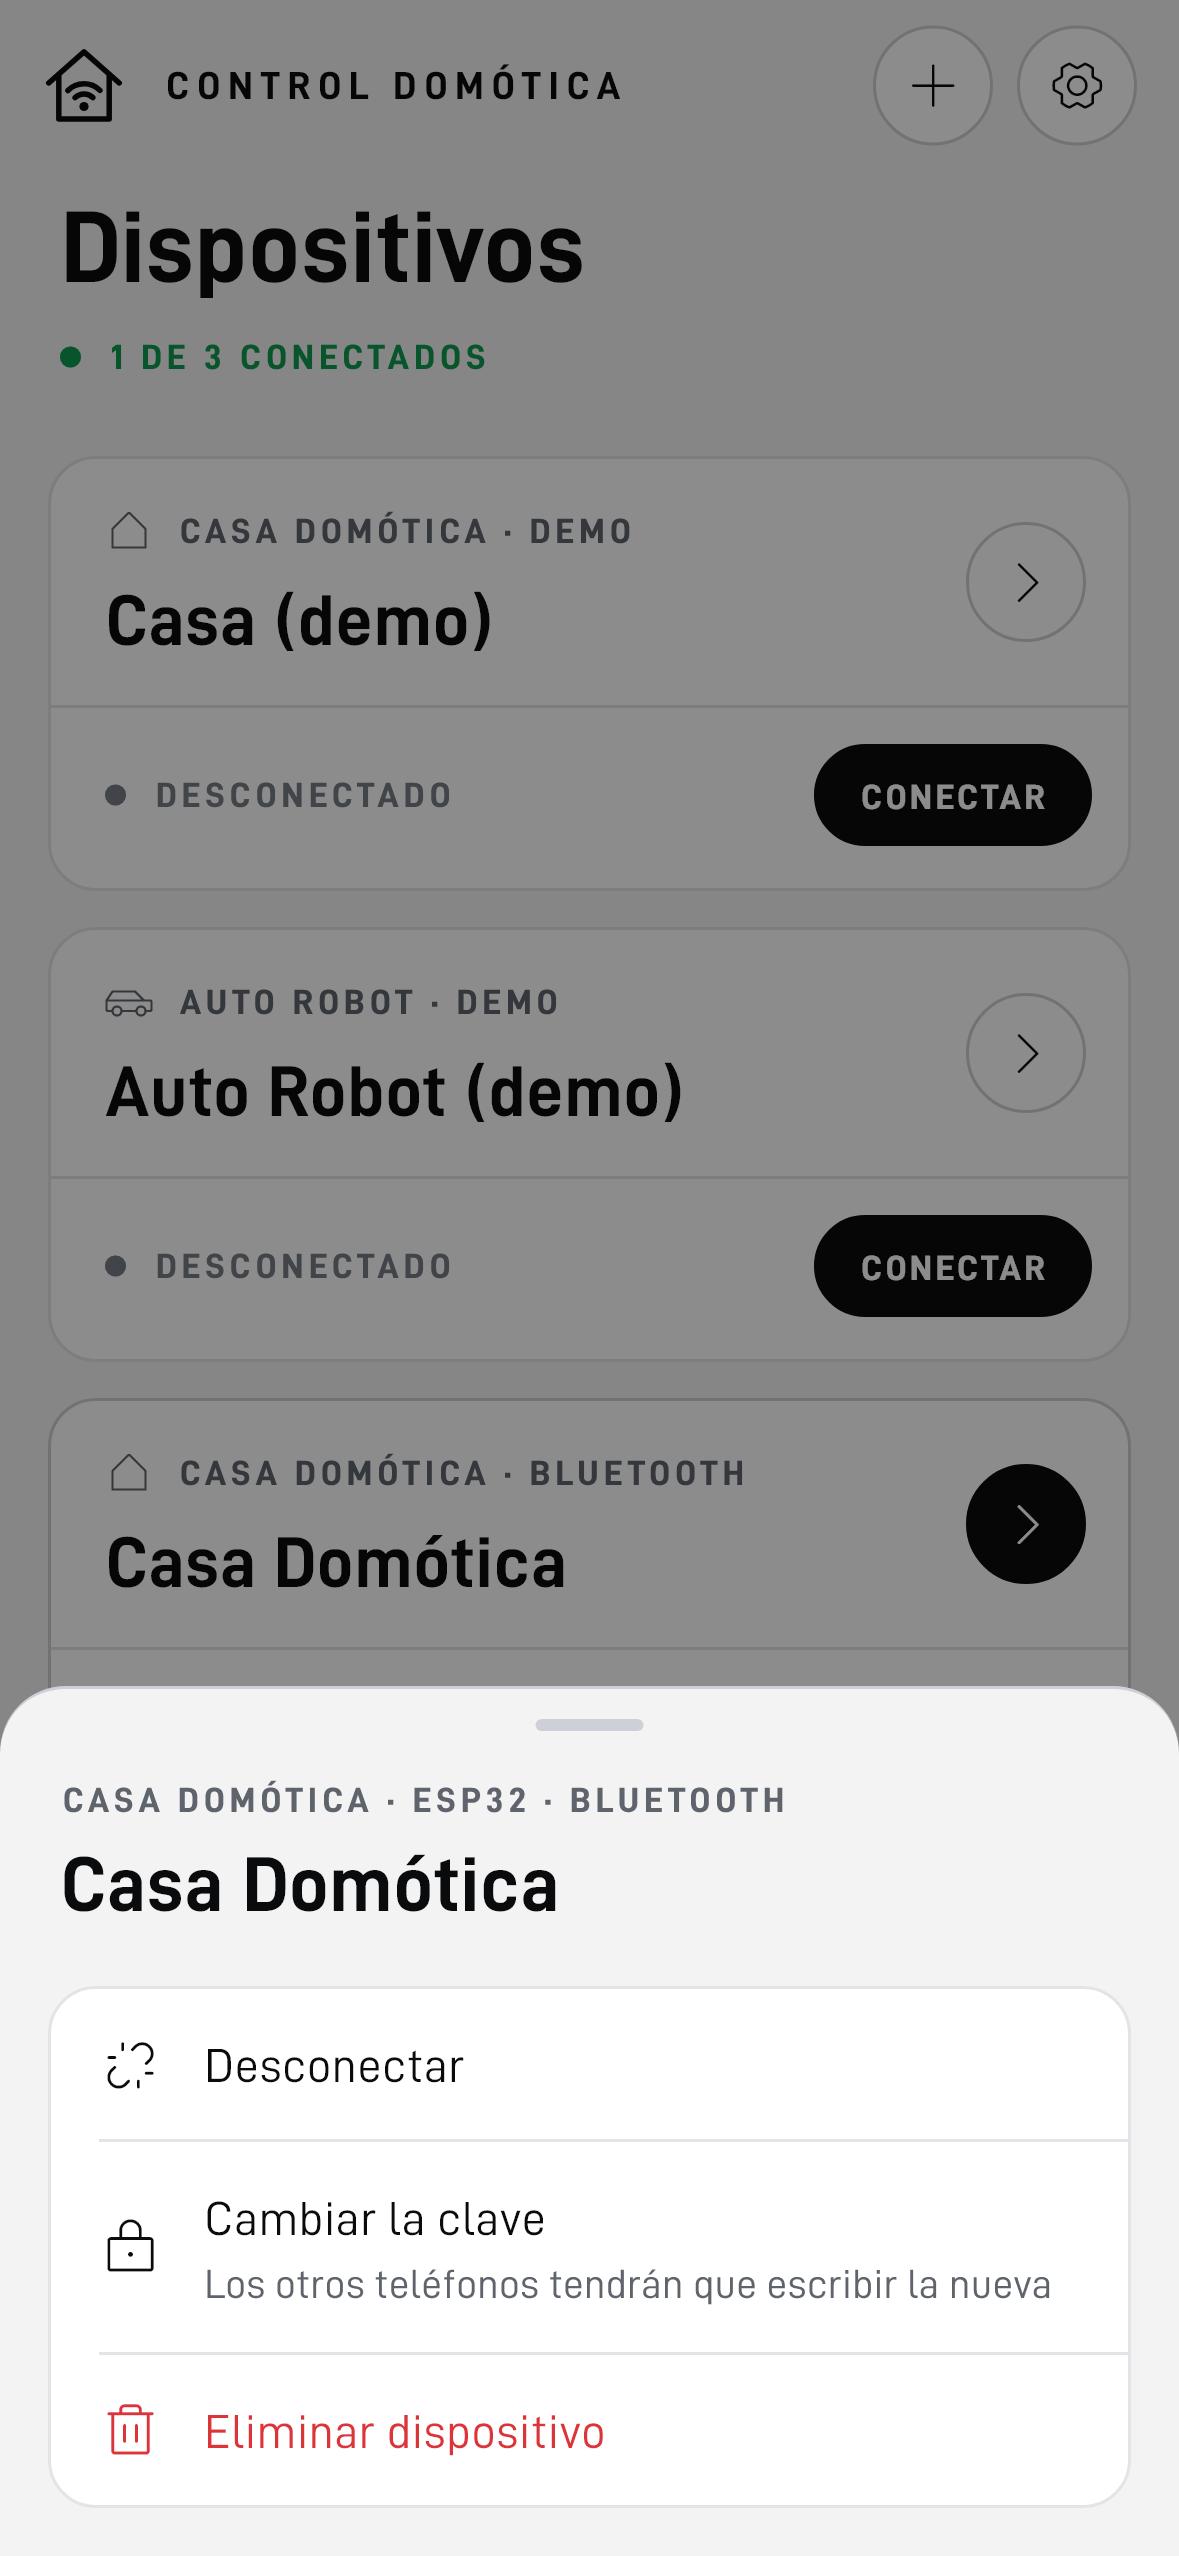 CONTROL DOMÓTICA
Dispositivos
1 DE 3 CONECTADOS
CASA DOMÓTICA · DEMO
Casa (demo)
DESCONECTADO
CONECTAR
AUTO ROBOT · DEMO
Auto Robot (demo)
DESCONECTADO
CONECTAR
CASA DOMÓTICA · BLUETOOTH
Casa Domótica
CASA DOMÓTICA · ESP32 · BLUETOOTH
Casa Domótica
Desconectar
Cambiar la clave
Los otros teléfonos tendrán que escribir la nueva
Eliminar dispositivo